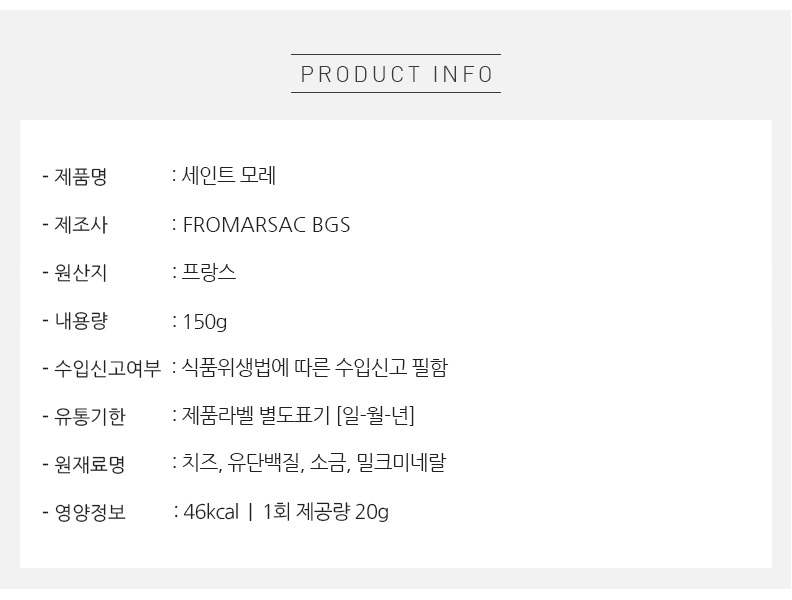 PRODUCT INFO
- 제품명 : 세인트 모레
- 제조사 : FROMARSAC BGS
- 원산지 : 프랑스
- 내용량 : 150g
- 수입신고여부 : 식품위생법에 따른 수입신고 필함
- 유통기한 : 제품라벨 별도표기 [일-월-년]
- 원재료명 : 치즈, 유단백질, 소금, 밀크미네랄
- 영양정보 : 46kcal | 1회 제공량 20g